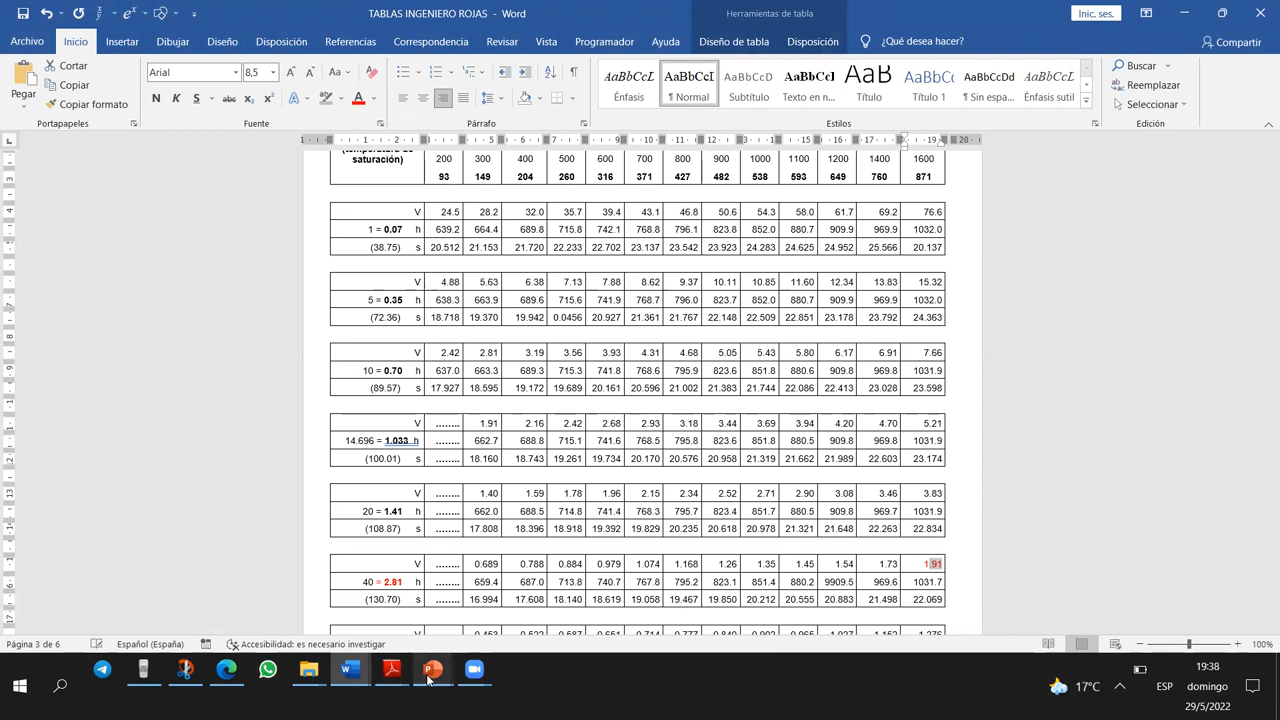 TABLAS INGENIERO ROJAS - Word
Herramientas de tabla
Inic. ses.
Archivo Inicio Insertar Dibujar Diseño Disposición Referencias Correspondencia Revisar Vista Programador Ayuda Diseño de tabla Disposición ¿Qué desea hacer? Compartir
Pegar
Cortar
Copiar
Copiar formato
Portapapeles
Arial 8,5
N K S abc x₂ x²
Fuente
Párrafo
AaBbCcL Énfasis
AaBbCcI ¶ Normal
AaBbCcD Subtítulo
AaBbCcI Texto en n...
AaB Título
AaBbC Título 1
AaBbCcDd ¶ Sin espa...
AaBbCcL Énfasis sutil
Estilos
Buscar
Reemplazar
Seleccionar
Edición
(temperatura de
saturación) 200 300 400 500 600 700 800 900 1000 1100 1200 1400 1600
93 149 204 260 316 371 427 482 538 593 649 760 871
V 24.5 28.2 32.0 35.7 39.4 43.1 46.8 50.6 54.3 58.0 61.7 69.2 76.6
1 = 0.07 h 639.2 664.4 689.8 715.8 742.1 768.8 796.1 823.8 852.0 880.7 909.9 969.9 1032.0
(38.75) s 20.512 21.153 21.720 22.233 22.702 23.137 23.542 23.923 24.283 24.625 24.952 25.566 20.137
V 4.88 5.63 6.38 7.13 7.88 8.62 9.37 10.11 10.85 11.60 12.34 13.83 15.32
5 = 0.35 h 638.3 663.9 689.6 715.6 741.9 768.7 796.0 823.7 852.0 880.7 909.9 969.9 1032.0
(72.36) s 18.718 19.370 19.942 0.0456 20.927 21.361 21.767 22.148 22.509 22.851 23.178 23.792 24.363
V 2.42 2.81 3.19 3.56 3.93 4.31 4.68 5.05 5.43 5.80 6.17 6.91 7.66
10 = 0.70 h 637.0 663.3 689.3 715.3 741.8 768.6 795.9 823.7 851.8 880.6 909.8 969.8 1031.9
(89.57) s 17.927 18.595 19.172 19.689 20.161 20.596 21.002 21.383 21.744 22.086 22.413 23.028 23.598
V ........ 1.91 2.16 2.42 2.68 2.93 3.18 3.44 3.69 3.94 4.20 4.70 5.21
14.696 = 1.033 h ........ 662.7 688.8 715.1 741.6 768.5 795.8 823.6 851.8 880.5 909.8 969.8 1031.9
(100.01) s ........ 18.160 18.743 19.261 19.734 20.170 20.576 20.958 21.319 21.662 21.989 22.603 23.174
V ........ 1.40 1.59 1.78 1.96 2.15 2.34 2.52 2.71 2.90 3.08 3.46 3.83
20 = 1.41 h ........ 662.0 688.5 714.8 741.4 768.3 795.7 823.4 851.7 880.5 909.8 969.7 1031.9
(108.87) s ........ 17.808 18.396 18.918 19.392 19.829 20.235 20.618 20.978 21.321 21.648 22.263 22.834
V ........ 0.689 0.788 0.884 0.979 1.074 1.168 1.26 1.35 1.45 1.54 1.73 1.91
40 = 2.81 h ........ 659.4 687.0 713.8 740.7 767.8 795.2 823.1 851.4 880.2 9909.5 969.6 1031.7
(130.70) s ........ 16.994 17.608 18.140 18.619 19.058 19.467 19.850 20.212 20.555 20.883 21.498 22.069
Página 3 de 6 Español (España) Accesibilidad: es necesario investigar 100%
17°C ESP 19:38
domingo
29/5/2022